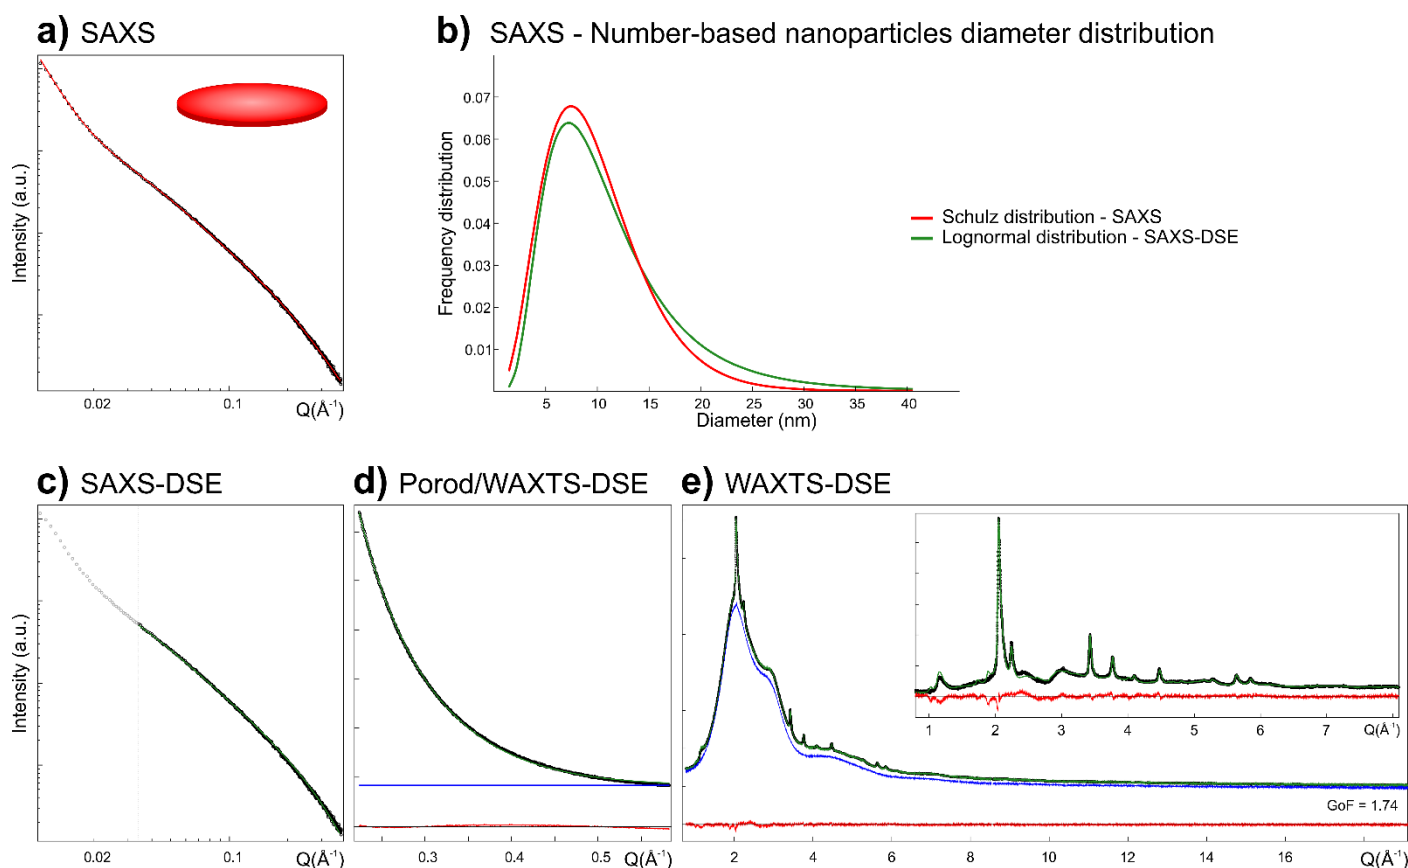 a) SAXS
Intensity (a.u.)
0.02
0.1
Q(Å⁻¹)
b) SAXS - Number-based nanoparticles diameter distribution
Frequency distribution
0.07
0.06
0.05
0.04
0.03
0.02
0.01
5
10
15
20
25
30
35
40
Diameter (nm)
Schulz distribution - SAXS
Lognormal distribution - SAXS-DSE
c) SAXS-DSE
Intensity (a.u.)
0.02
0.1
Q(Å⁻¹)
d) Porod/WAXTS-DSE
0.3
0.4
0.5
Q(Å⁻¹)
e) WAXTS-DSE
1
2
3
4
5
6
7
Q(Å⁻¹)
GoF = 1.74
2
4
6
8
10
12
14
16
Q(Å⁻¹)